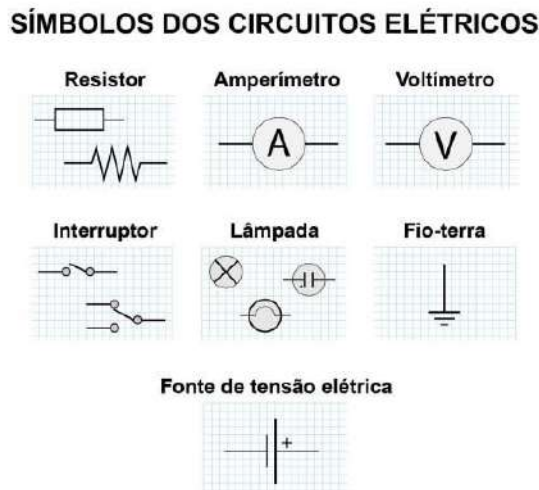 SÍMBOLOS DOS CIRCUITOS ELÉTRICOS
Resistor Amperímetro Voltímetro
A V
Interruptor Lâmpada Fio-terra
Fonte de tensão elétrica
+